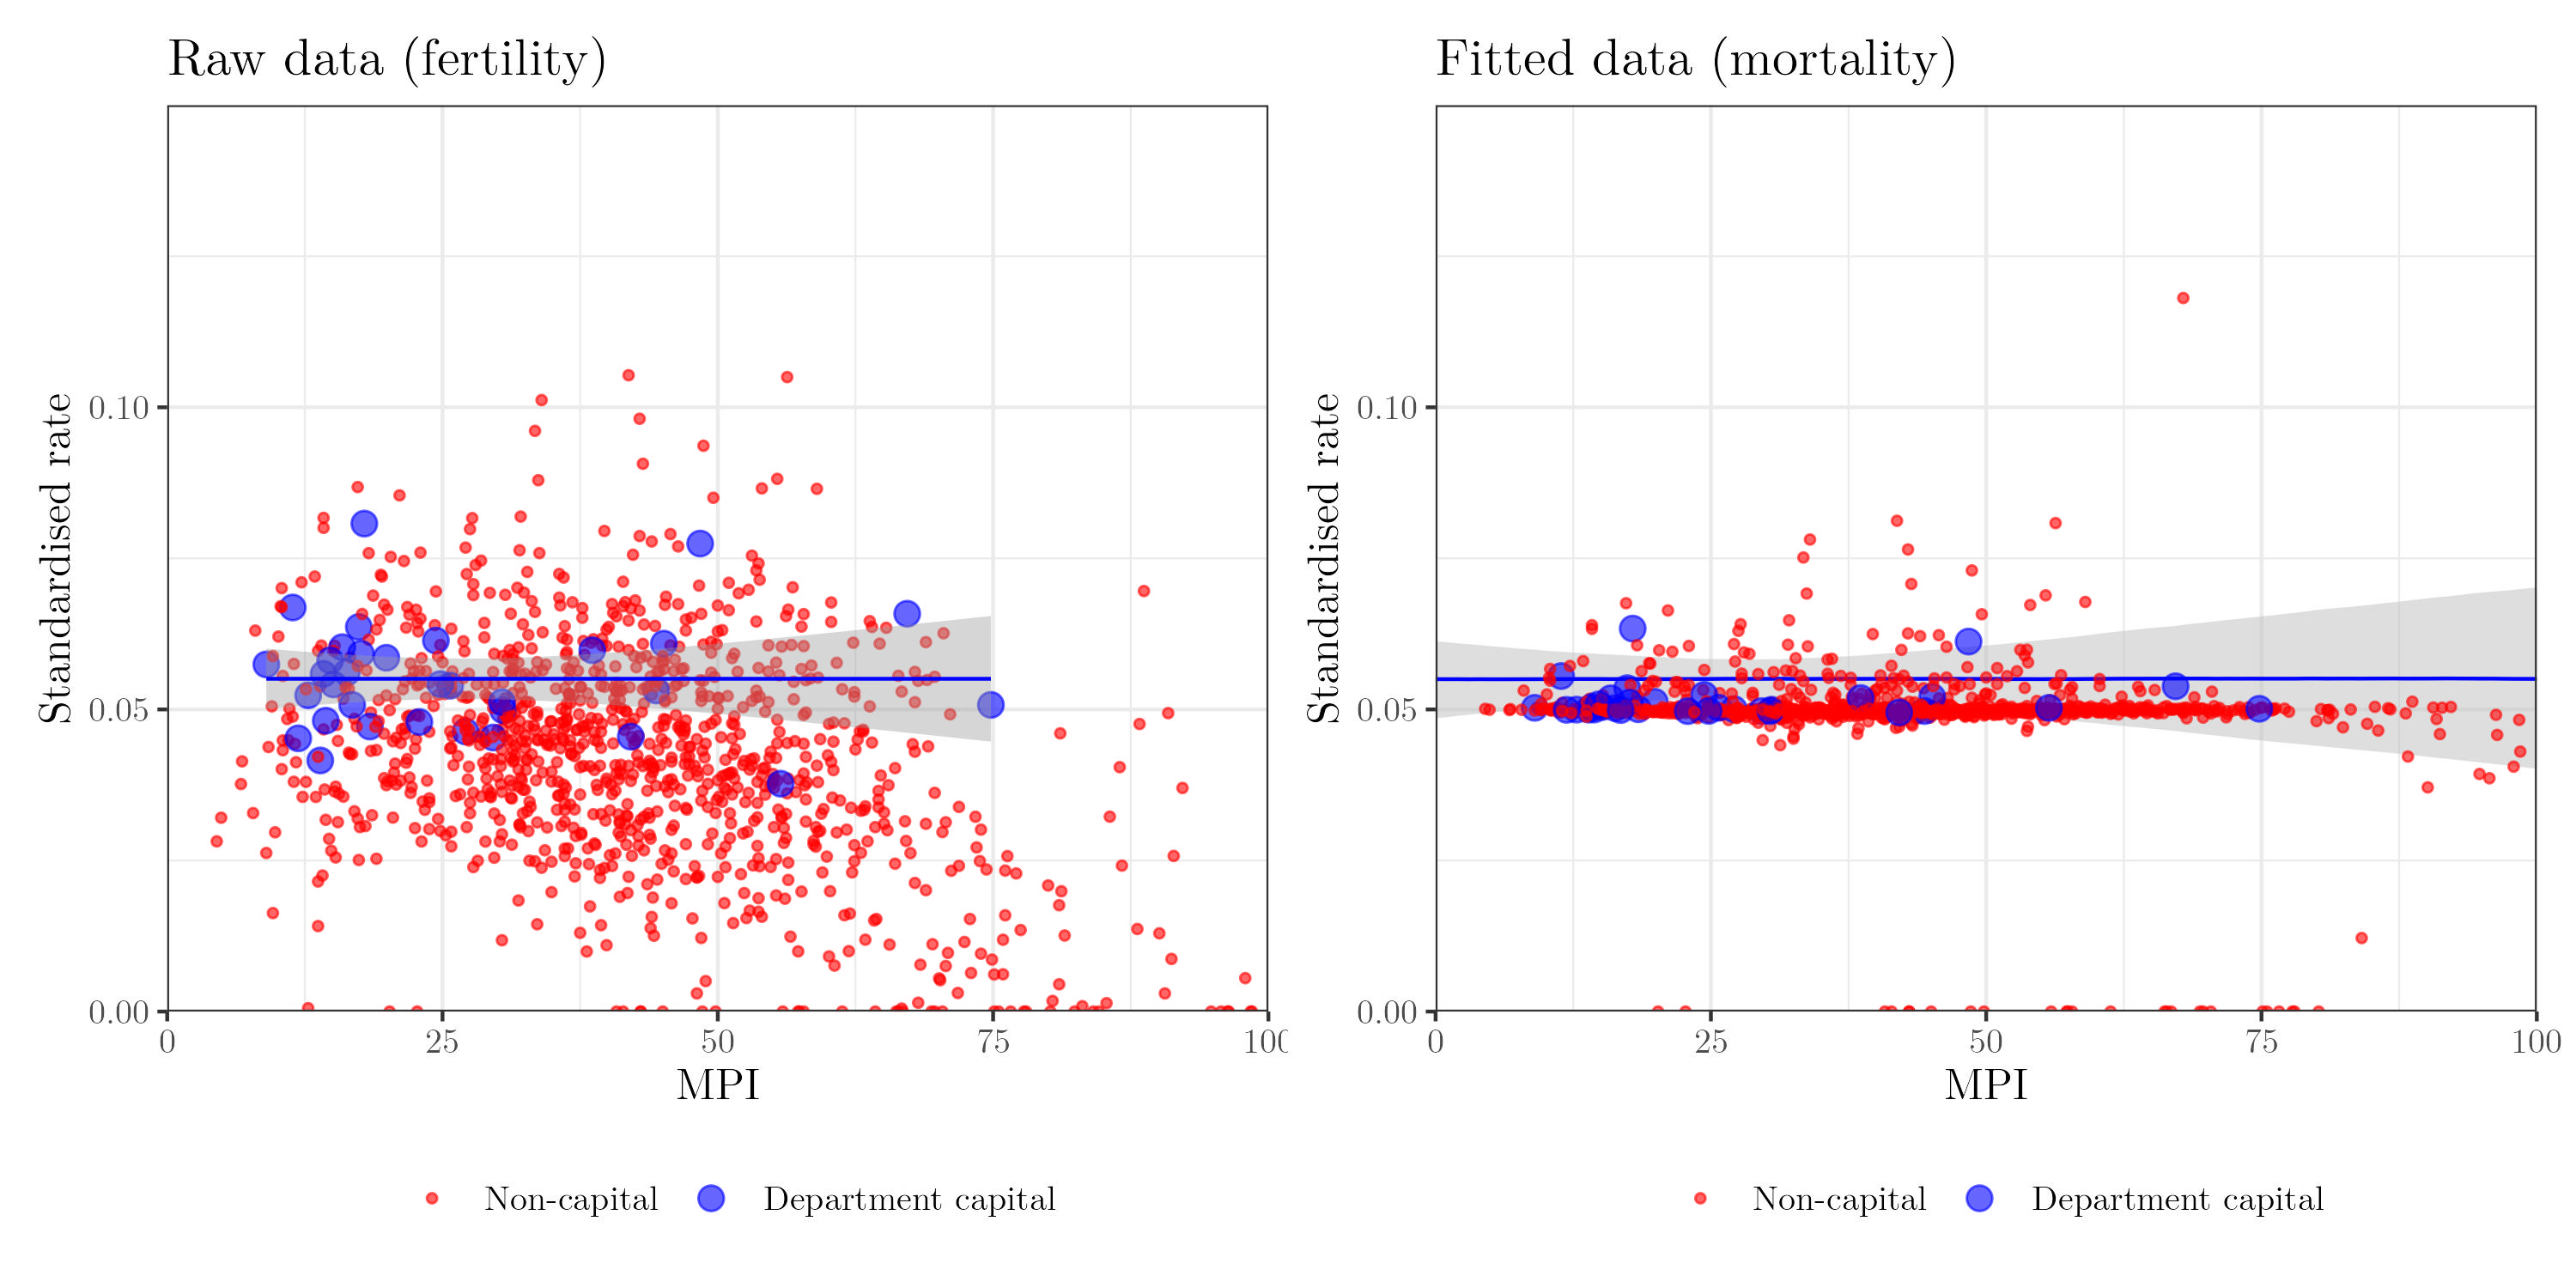 Raw data (fertility)
Standardised rate
0.10
0.05
0.00
0 25 50 75 100
MPI
Non-capital Department capital
Fitted data (mortality)
Standardised rate
0.10
0.05
0.00
0 25 50 75 100
MPI
Non-capital Department capital